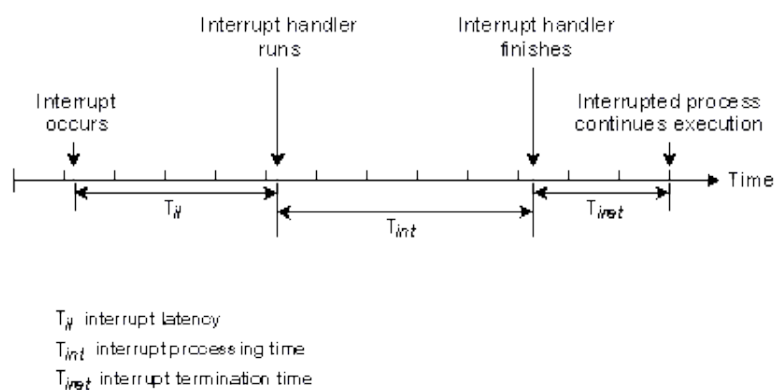 Interrupt handler
runs
Interrupt handler
finishes
Interrupt
occurs
Interrupted process
continues execution
Time
Til
Tint
Tiret
Til interrupt latency
Tint interrupt processing time
Tiret interrupt termination time